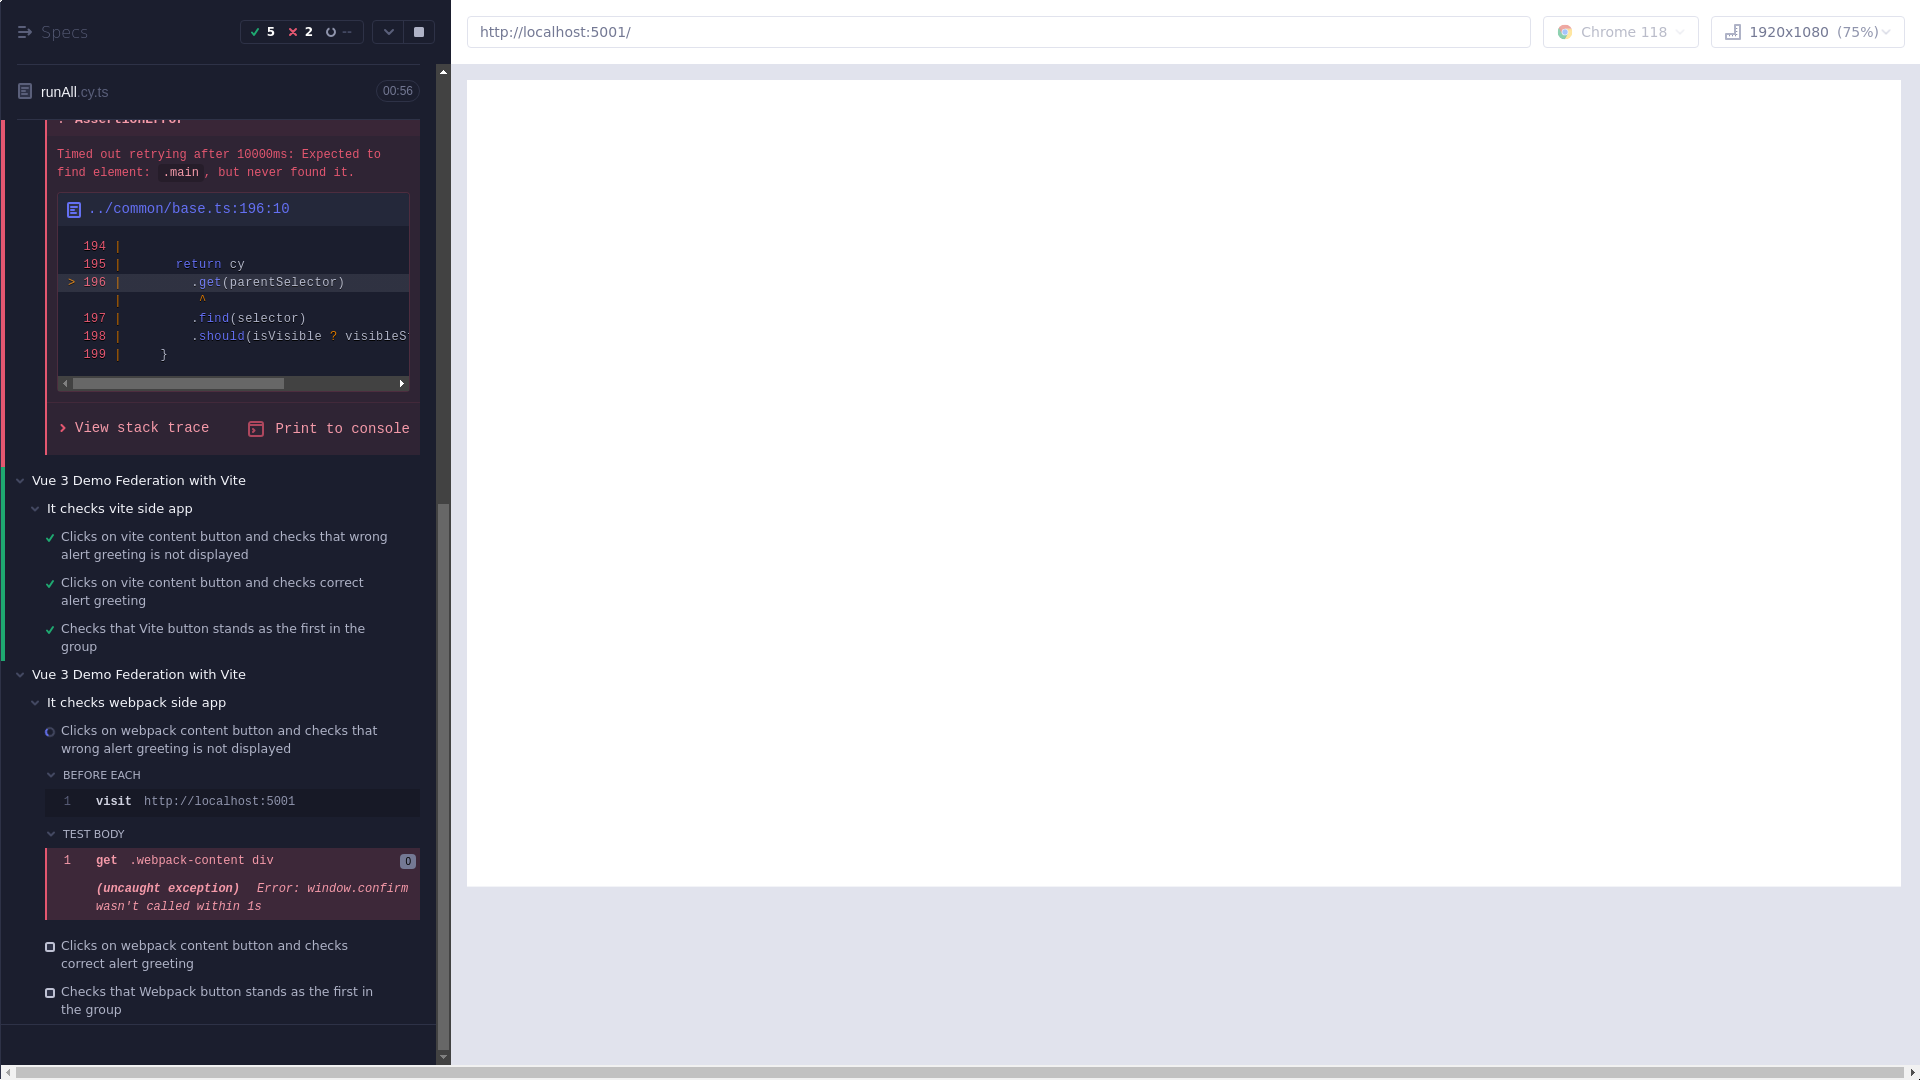 Specs
5 2 --
http://localhost:5001/
Chrome 118
1920x1080 (75%)
runAll.cy.ts
00:56
AssertionError
Timed out retrying after 10000ms: Expected to
find element: .main, but never found it.
../common/base.ts:196:10
194 |
195 | return cy
> 196 | .get(parentSelector)
| ^
197 | .find(selector)
198 | .should(isVisible ? visibleS
199 | }
View stack trace
Print to console
Vue 3 Demo Federation with Vite
It checks vite side app
Clicks on vite content button and checks that wrong
alert greeting is not displayed
Clicks on vite content button and checks correct
alert greeting
Checks that Vite button stands as the first in the
group
Vue 3 Demo Federation with Vite
It checks webpack side app
Clicks on webpack content button and checks that
wrong alert greeting is not displayed
BEFORE EACH
1 visit http://localhost:5001
TEST BODY
1 get .webpack-content div 0
(uncaught exception) Error: window.confirm
wasn't called within 1s
Clicks on webpack content button and checks
correct alert greeting
Checks that Webpack button stands as the first in
the group